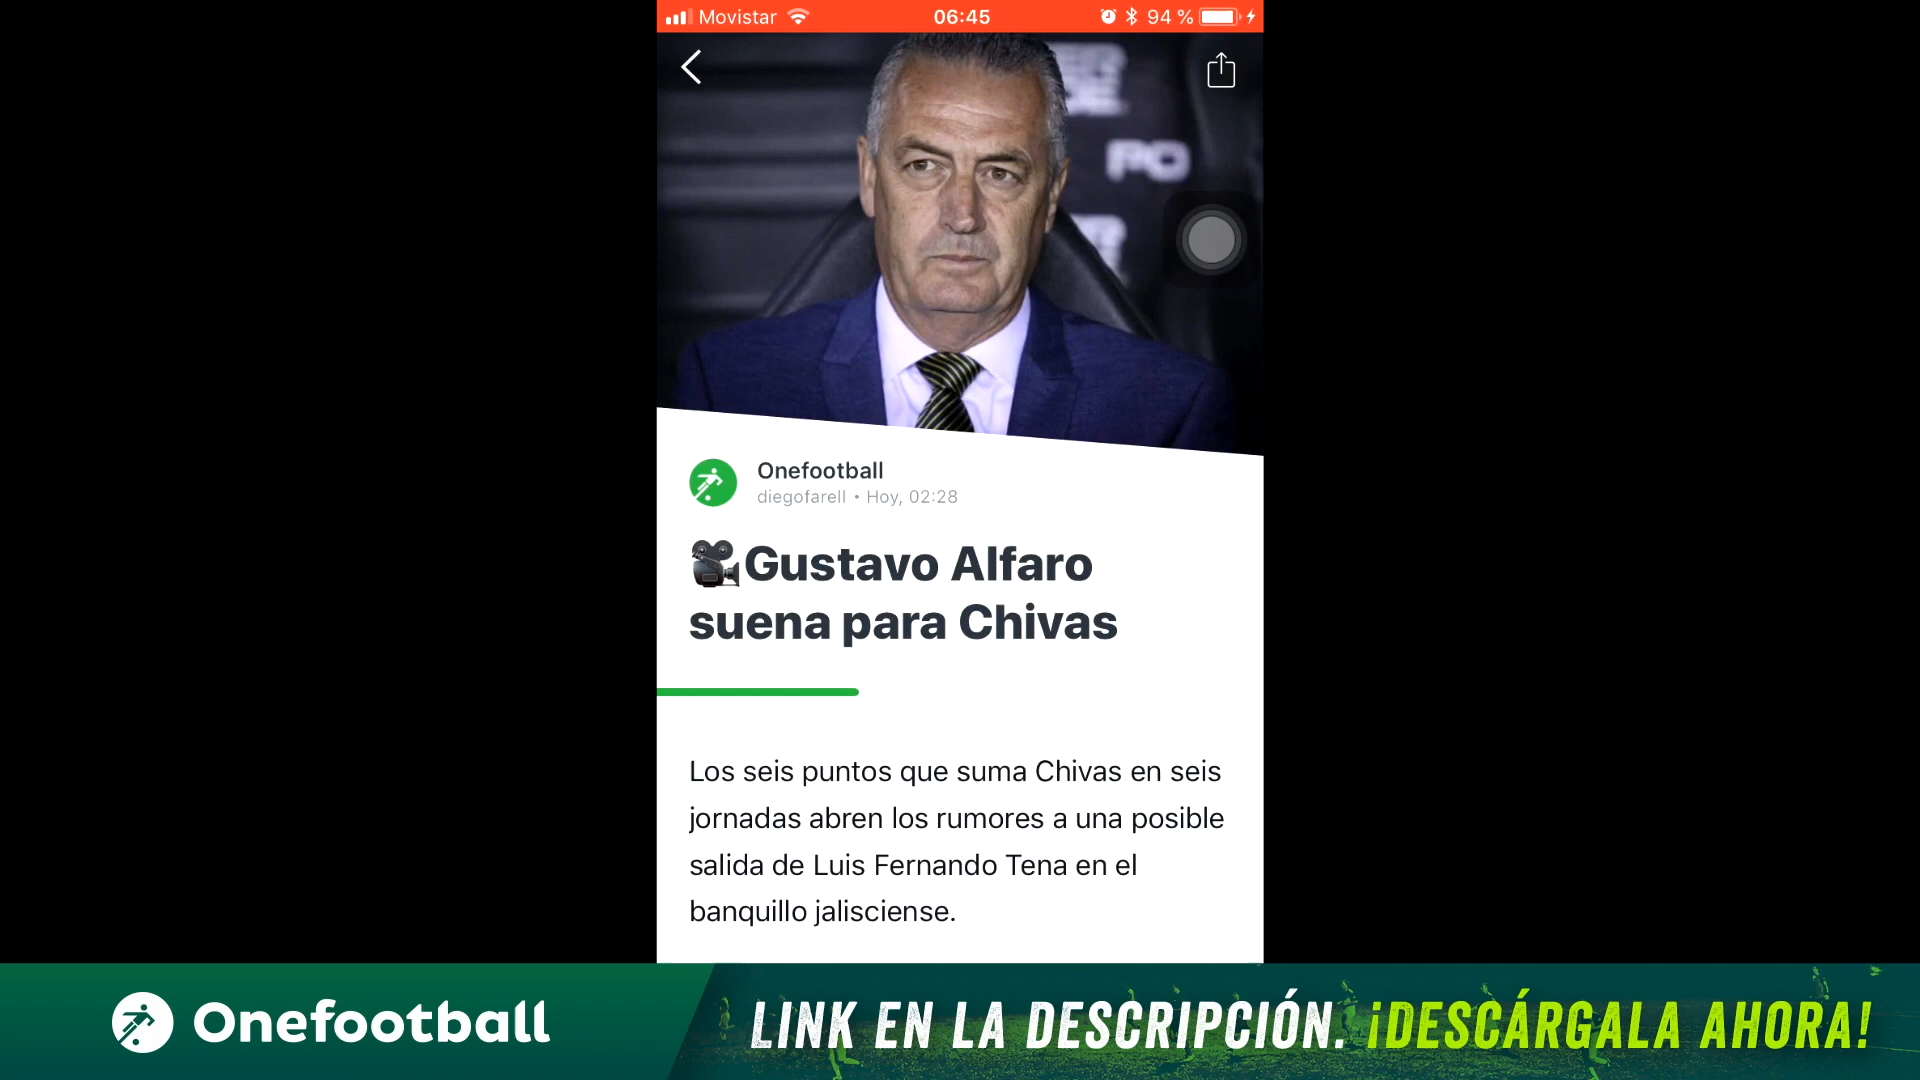 Movistar 06:45 94 %
PO
Onefootball
diegofarell • Hoy, 02:28
🎥Gustavo Alfaro
suena para Chivas
Los seis puntos que suma Chivas en seis
jornadas abren los rumores a una posible
salida de Luis Fernando Tena en el
banquillo jalisciense.
Onefootball
LINK EN LA DESCRIPCIÓN. ¡DESCÁRGALA AHORA!